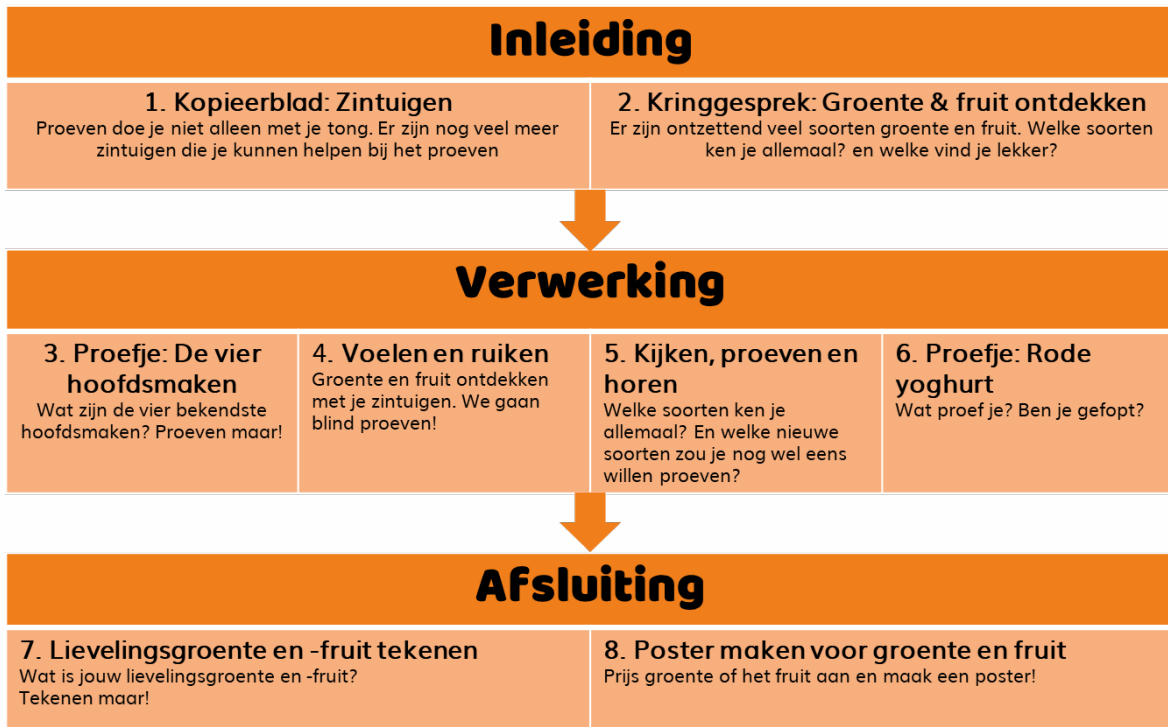 Inleiding
1. Kopieerblad: Zintuigen
Proeven doe je niet alleen met je tong. Er zijn nog veel meer
zintuigen die je kunnen helpen bij het proeven
2. Kringgesprek: Groente & fruit ontdekken
Er zijn ontzettend veel soorten groente en fruit. Welke soorten
ken je allemaal? en welke vind je lekker?
Verwerking
3. Proefje: De vier
hoofdsmaken
Wat zijn de vier bekendste
hoofdsmaken? Proeven maar!
4. Voelen en ruiken
Groente en fruit ontdekken
met je zintuigen. We gaan
blind proeven!
5. Kijken, proeven en
horen
Welke soorten ken je
allemaal? En welke nieuwe
soorten zou je nog wel eens
willen proeven?
6. Proefje: Rode
yoghurt
Wat proef je? Ben je gefopt?
Afsluiting
7. Lievelingsgroente en -fruit tekenen
Wat is jouw lievelingsgroente en -fruit?
Tekenen maar!
8. Poster maken voor groente en fruit
Prijs groente of het fruit aan en maak een poster!